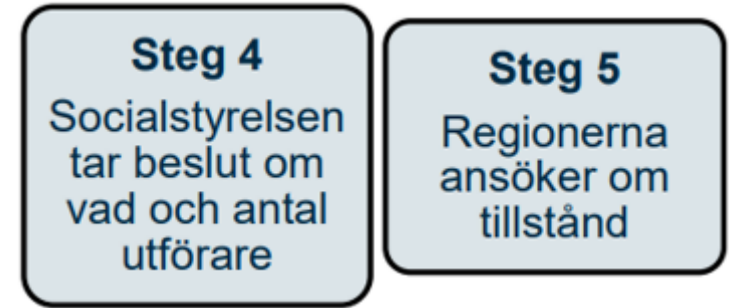 Steg 4
Socialstyrelsen
tar beslut om
vad och antal
utförare
Steg 5
Regionerna
ansöker om
tillstånd